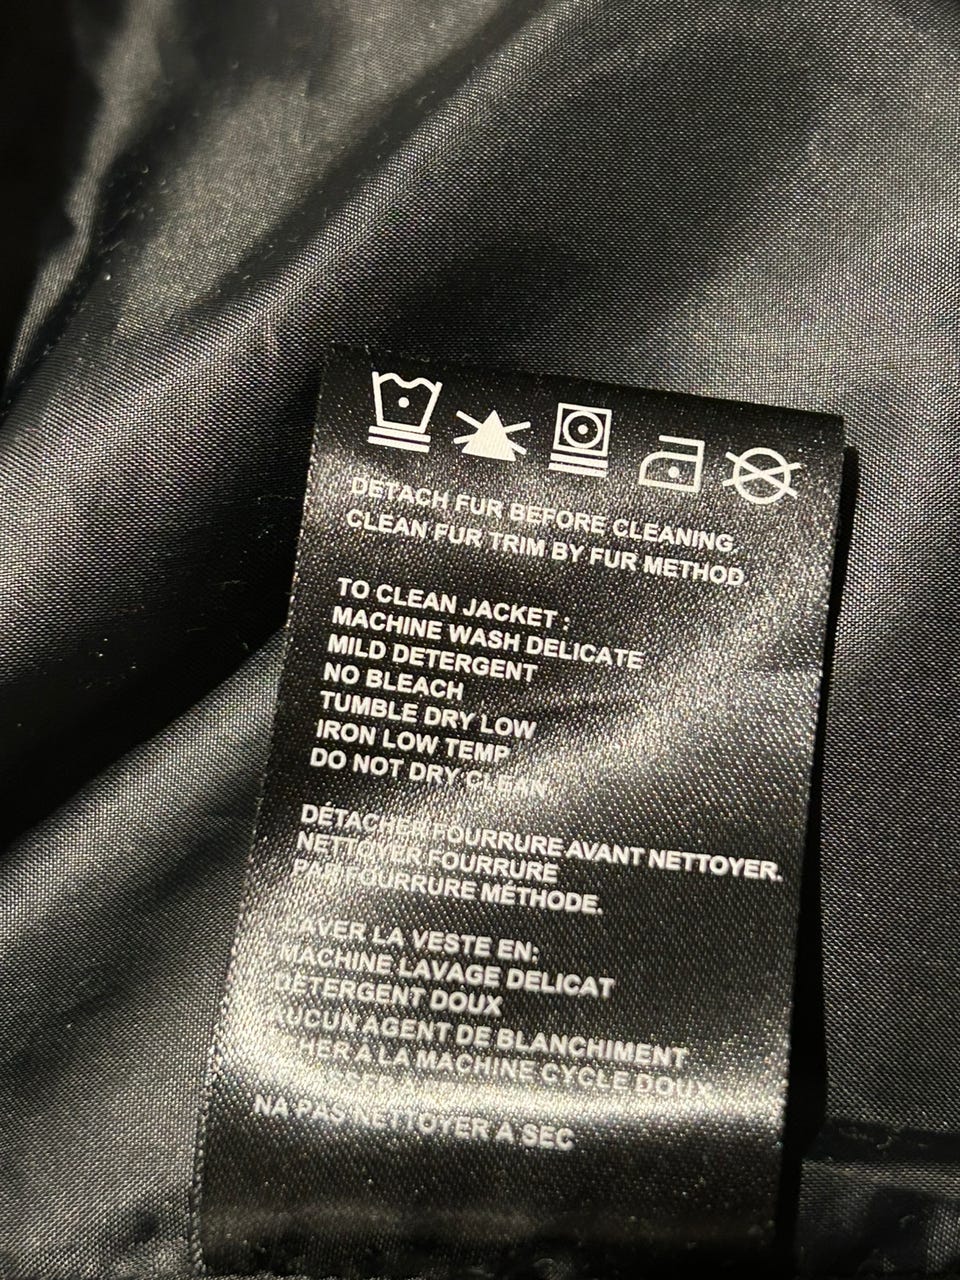 DETACH FUR BEFORE CLEANING.
CLEAN FUR TRIM BY FUR METHOD
TO CLEAN JACKET :
MACHINE WASH DELICATE
MILD DETERGENT
NO BLEACH
TUMBLE DRY LOW
IRON LOW TEMP
DO NOT DRY CLEAN
DÉTACHER FOURRURE AVANT NETTOYER.
NETTOYER FOURRURE
PAR FOURRURE MÉTHODE.
LAVER LA VESTE EN:
MACHINE LAVAGE DELICAT
DÉTERGENT DOUX
AUCUN AGENT DE BLANCHIMENT
A LA MACHINE CYCLE DOUX
NA PAS NETTOYER A SEC